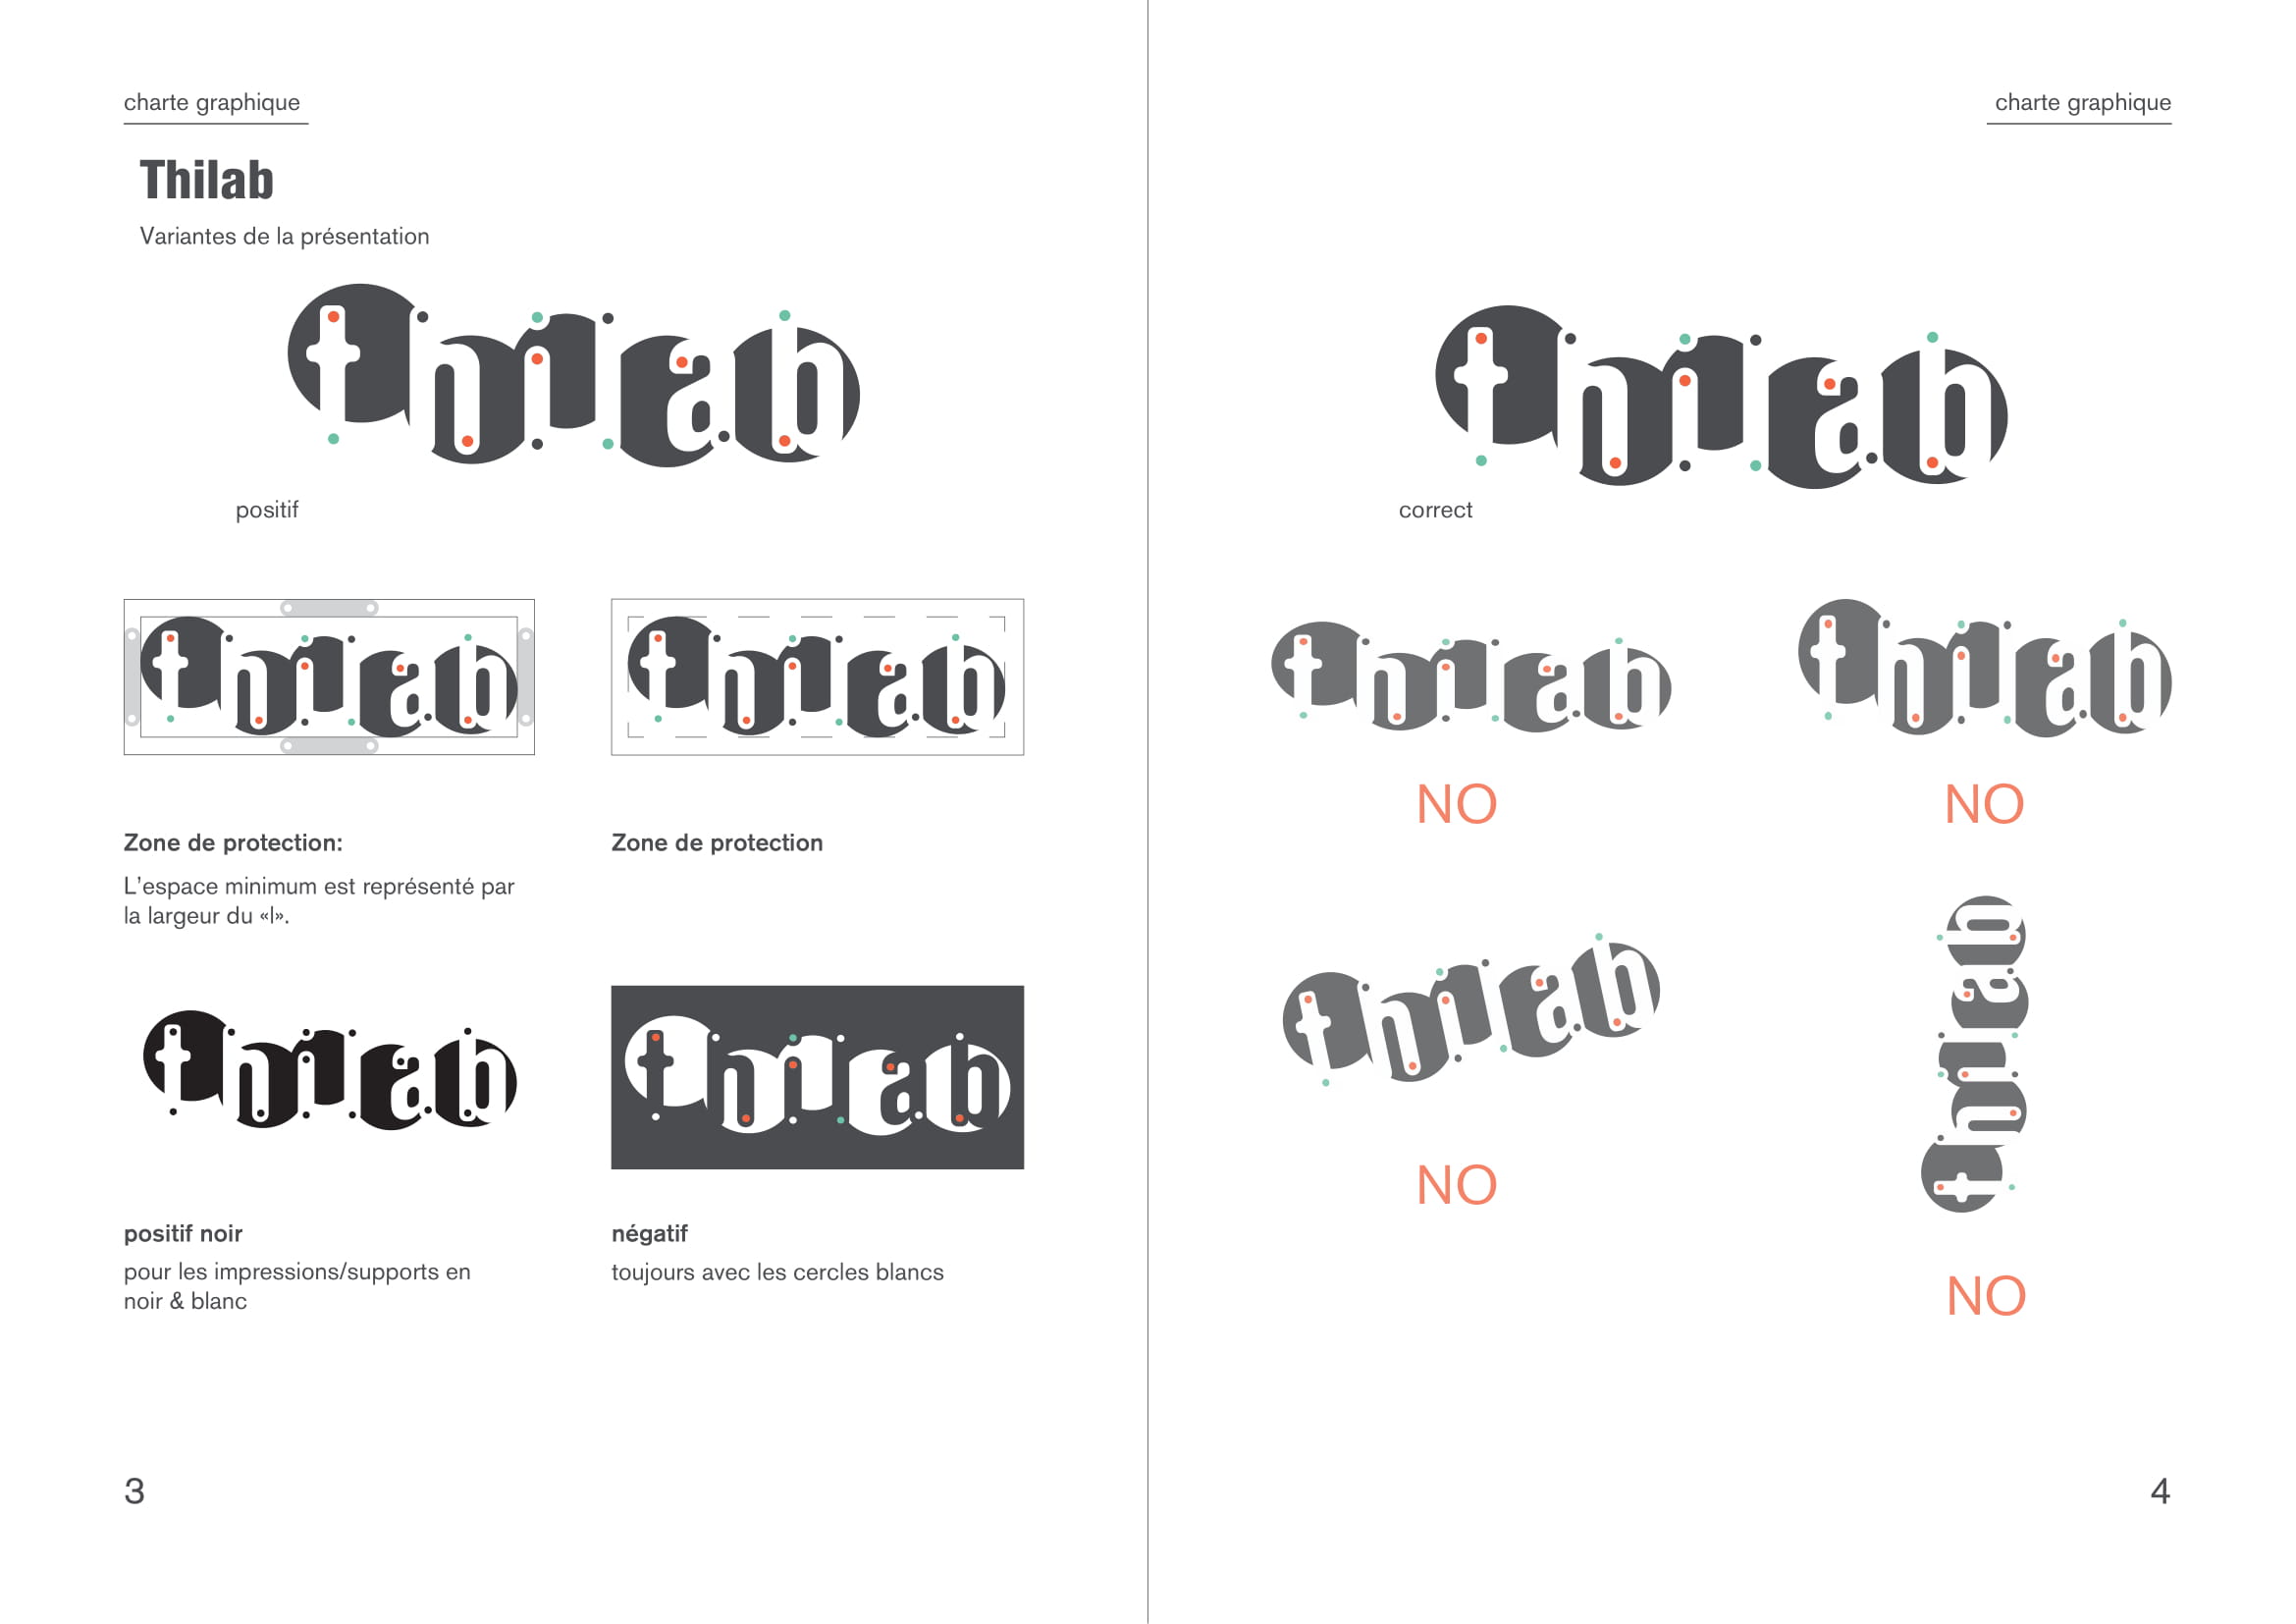 charte graphique
Thilab
Variantes de la présentation
thilab
positif
thilab
thilab
Zone de protection:
L’espace minimum est représenté par
la largeur du «l».
Zone de protection
thilab
thilab
positif noir
pour les impressions/supports en
noir & blanc
négatif
toujours avec les cercles blancs
3
charte graphique
thilab
correct
thilab
thilab
NO
NO
thilab
thilab
NO
NO
4